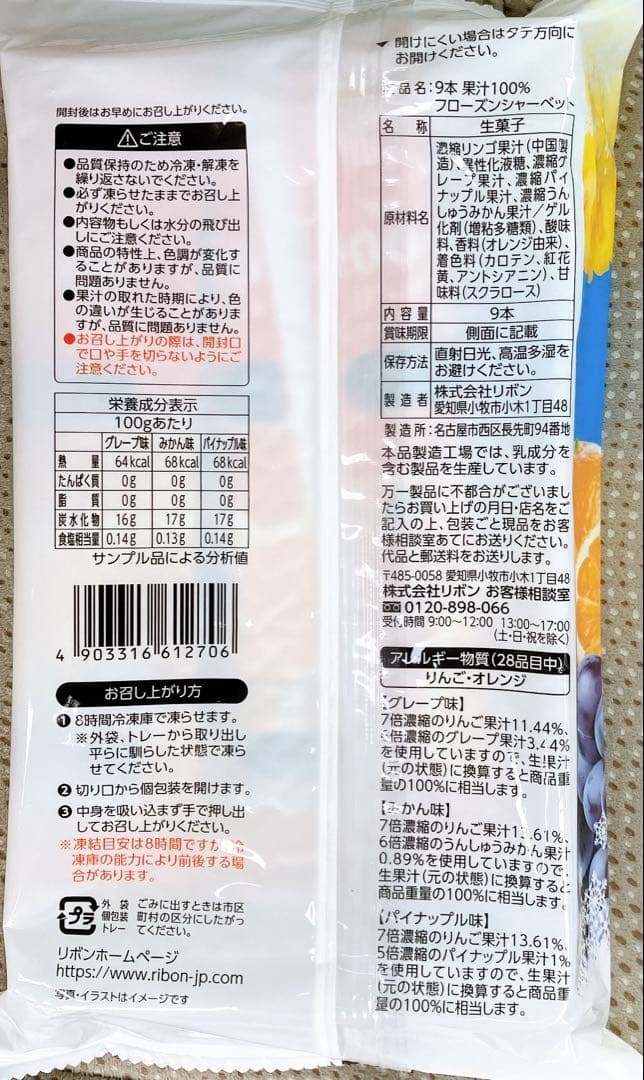 開封後はお早めにお召し上がりください。
ご注意
●品質保持のため冷凍・解凍を
繰り返さないでください。
●必ず凍らせたままでお召し上
がりください。
●内容物もしくは水分の飛び出
しにご注意ください。
●商品の特性上、色調が変化す
ることがありますが、品質に
問題ありません。
●果汁の取れた時期により、色
の違いが生じることがありま
すが、品質に問題ありません。
●お召し上がりの際は、開封口
で口や手を切らないようにご
注意ください。
栄養成分表示
100gあたり
グレープ味 みかん味 パイナップル味
熱量 64kcal 68kcal 68kcal
たんぱく質 0g 0g 0g
脂質 0g 0g 0g
炭水化物 16g 17g 17g
食塩相当量 0.14g 0.13g 0.14g
サンプル品による分析値
4 903316 612706
お召し上がり方
❶8時間冷凍庫で凍らせます。
※外袋、トレーから取り出し
平らに馴らした状態で凍ら
せてください。
❷切り口から個包装を開けます。
❸中身を吸い込まず手で押し出
してお召し上がりください。
※凍結目安は8時間ですが冷
凍庫の能力により前後する場
合があります。
プラ
外袋
個包装
トレー
ごみに出すときは市区
町村の区分にしたがっ
てください。
リボンホームページ
https://www.ribon-jp.com
写真・イラストはイメージです
開けにくい場合はタテ方向に
お開けください。
品名:9本 果汁100%
フローズンシャーベット
名称 生菓子
原材料名
濃縮リンゴ果汁(中国製
造)、異性化液糖、濃縮グ
レープ果汁、濃縮パイ
ナップル果汁、濃縮うん
しゅうみかん果汁/ゲル
化剤(増粘多糖類)、酸味
料、香料(オレンジ由来)、
着色料(カロテン、紅花
黄、アントシアニン)、甘
味料(スクラロース)
内容量 9本
賞味期限 側面に記載
保存方法 直射日光、高温多湿を
お避けください。
製造者 株式会社リボン
愛知県小牧市小木1丁目48
製造所:名古屋市西区長先町94番地
本品製造工場では、乳成分を
含む製品を生産しています。
万一製品に不都合がございまし
たらお買い上げの月日・店名をご
記入の上、包装ごと現品をお客
様相談室あてにお送りください。
代品と郵送料をお送りします。
〒485-0058 愛知県小牧市小木1丁目48
株式会社リボン お客様相談室
0120-898-066
受付時間 9:00〜12:00 13:00〜17:00
(土・日・祝を除く)
アレルギー物質(28品目中)
りんご・オレンジ
【グレープ味】
7倍濃縮のりんご果汁11.44%、
倍濃縮のグレープ果汁3.44%
を使用していますので、生果汁
(元の状態)に換算すると商品重
量の100%に相当します。
【みかん味】
7倍濃縮のりんご果汁13.61%、
6倍濃縮のうんしゅうみかん果汁
0.89%を使用していますので、
生果汁(元の状態)に換算すると
商品重量の100%に相当します。
【パイナップル味】
7倍濃縮のりんご果汁13.61%、
5倍濃縮のパイナップル果汁1%
を使用していますので、生果汁
(元の状態)に換算すると商品重
量の100%に相当します。